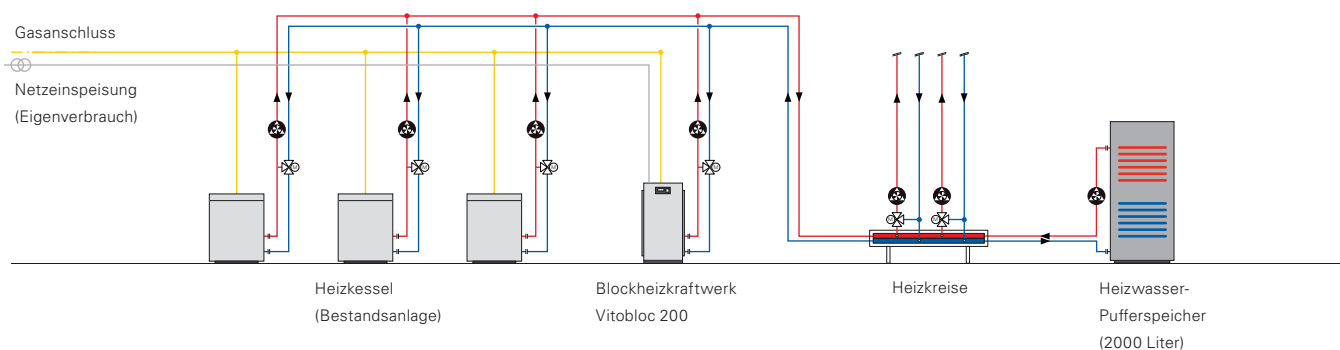 Gasanschluss
Netzeinspeisung
(Eigenverbrauch)
M
M
M
M
M
M
Heizkessel
(Bestandsanlage)
Blockheizkraftwerk
Vitobloc 200
Heizkreise
Heizwasser-
Pufferspeicher
(2000 Liter)